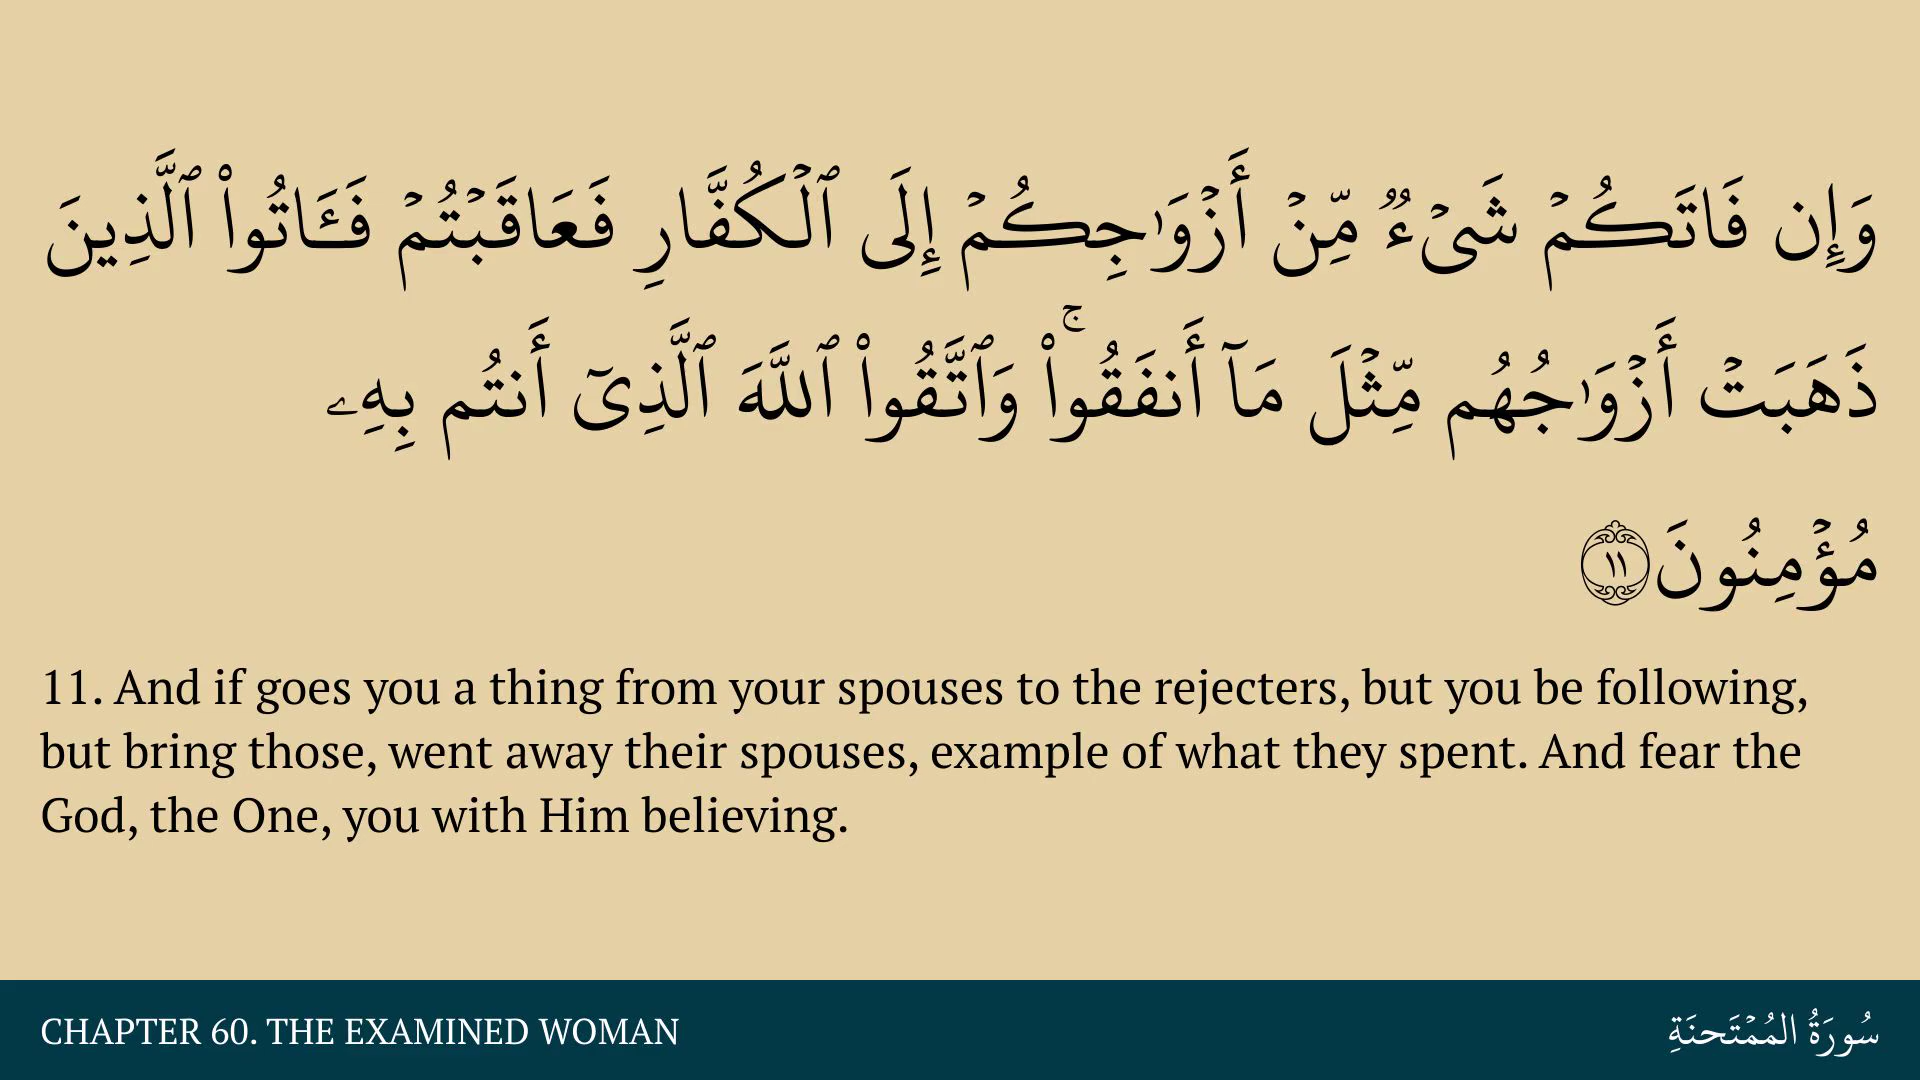 وَإِن فَاتَكُمۡ شَيۡءٞ مِّنۡ أَزۡوَٰجِكُمۡ إِلَى ٱلۡكُفَّارِ فَعَاقَبۡتُمۡ فَـَٔاتُواْ ٱلَّذِينَ
ذَهَبَتۡ أَزۡوَٰجُهُم مِّثۡلَ مَآ أَنفَقُواْۚ وَٱتَّقُواْ ٱللَّهَ ٱلَّذِيٓ أَنتُم بِهِۦ
مُؤۡمِنُونَ ١١
11. And if goes you a thing from your spouses to the rejecters, but you be following,
but bring those, went away their spouses, example of what they spent. And fear the
God, the One, you with Him believing.
CHAPTER 60. THE EXAMINED WOMAN
سُورَةُ المُمۡتَحنَةِ